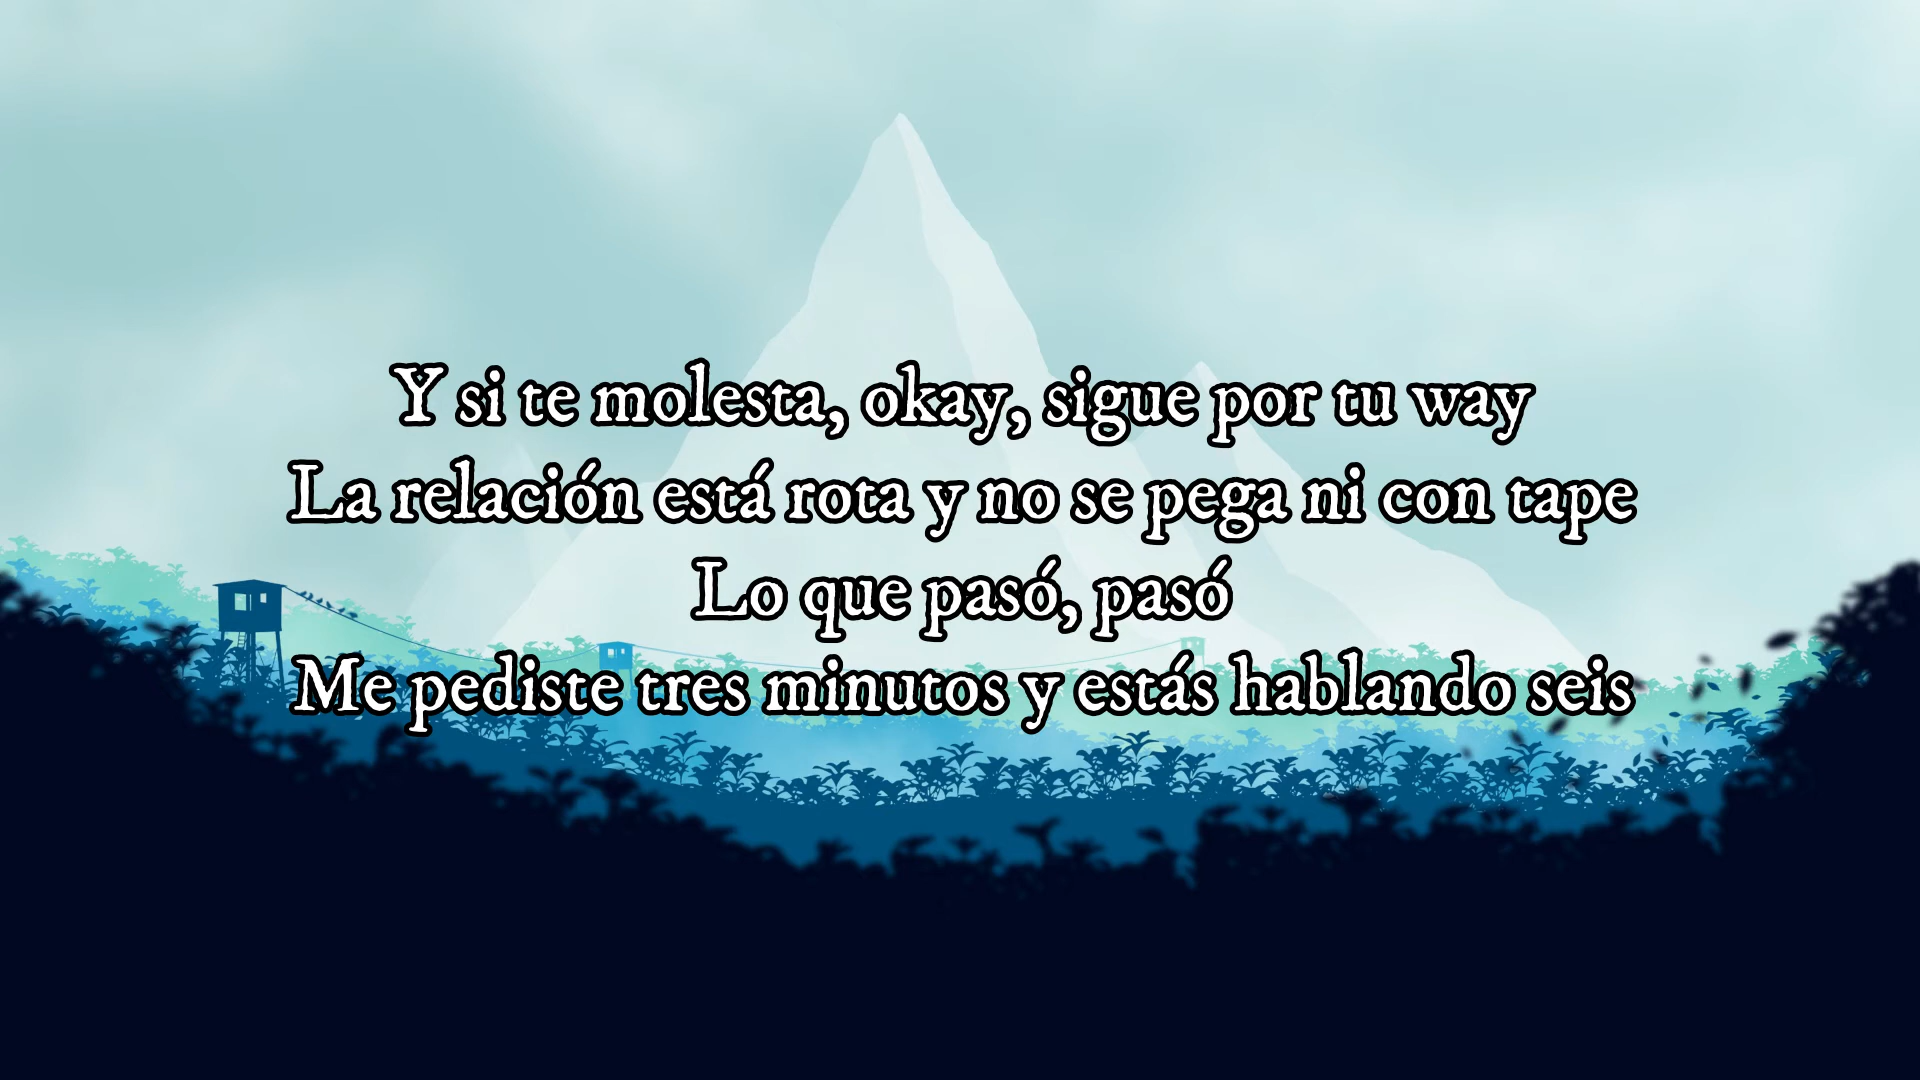 Y si te molesta, okay, sigue por tu way
La relación está rota y no se pega ni con tape
Lo que pasó, pasó
Me pediste tres minutos y estás hablando seis